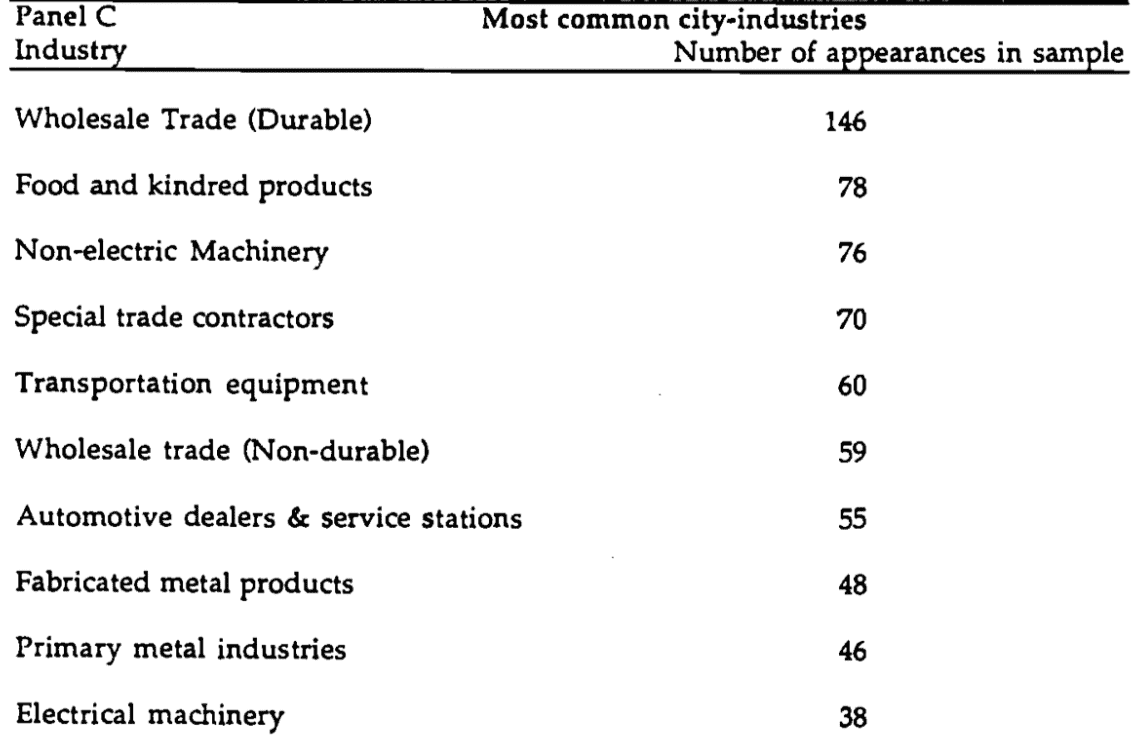 Panel C Most common city-industries
Industry Number of appearances in sample
Wholesale Trade (Durable) 146
Food and kindred products 78
Non-electric Machinery 76
Special trade contractors 70
Transportation equipment 60
Wholesale trade (Non-durable) 59
Automotive dealers & service stations 55
Fabricated metal products 48
Primary metal industries 46
Electrical machinery 38